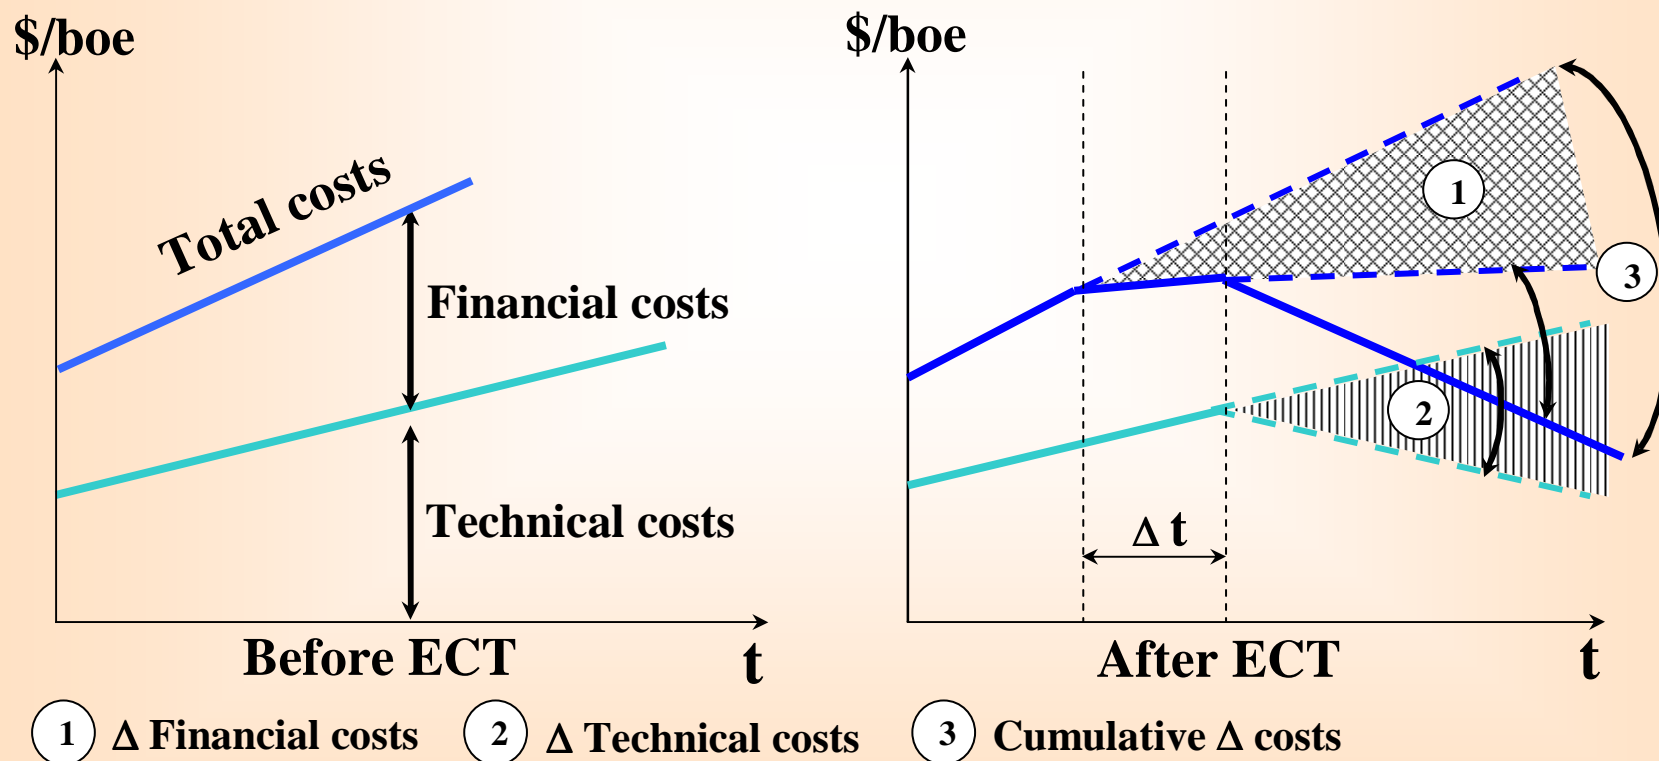 $/boe
Total costs
Financial costs
Technical costs
Before ECT
t
$/boe
1
2
3
Δ t
After ECT
t
1 Δ Financial costs
2 Δ Technical costs
3 Cumulative Δ costs